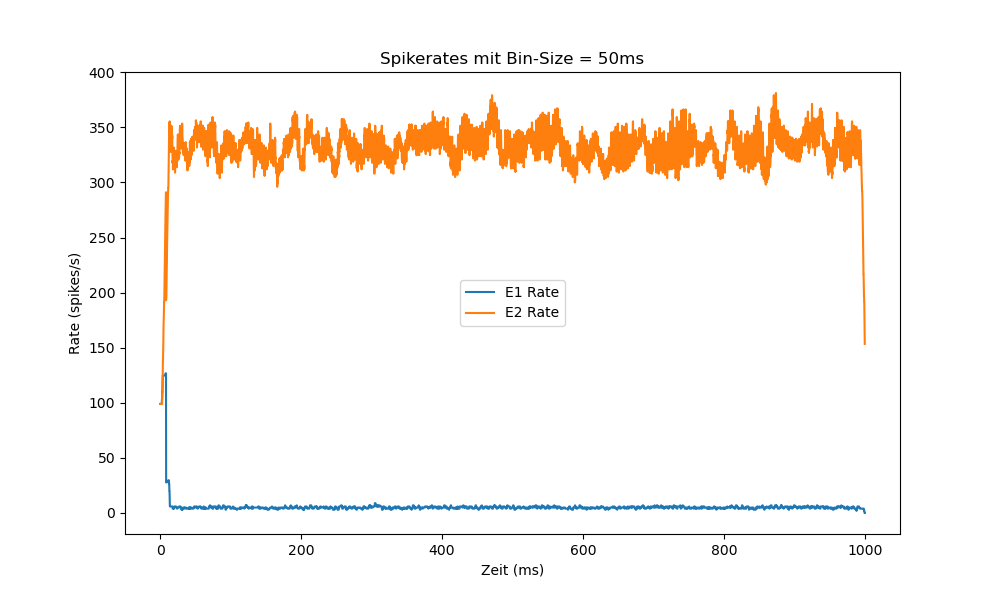 Spikerates mit Bin-Size = 50ms
400
350
300
250
200
150
100
50
0
Rate (spikes/s)
E1 Rate
E2 Rate
0 200 400 600 800 1000
Zeit (ms)